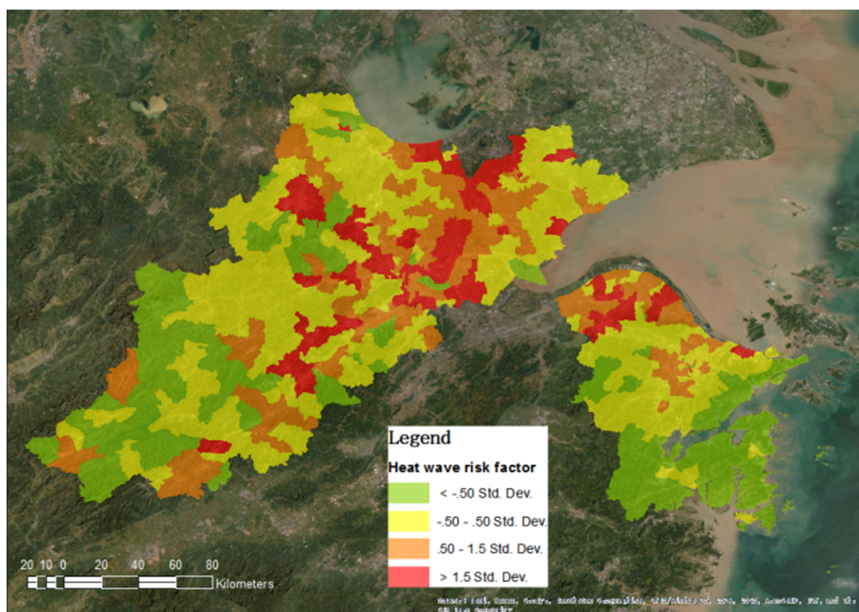 Legend
Heat wave risk factor
< -.50 Std. Dev.
-.50 - .50 Std. Dev.
.50 - 1.5 Std. Dev.
> 1.5 Std. Dev.
20 10 0 20 40 60 80
Kilometers